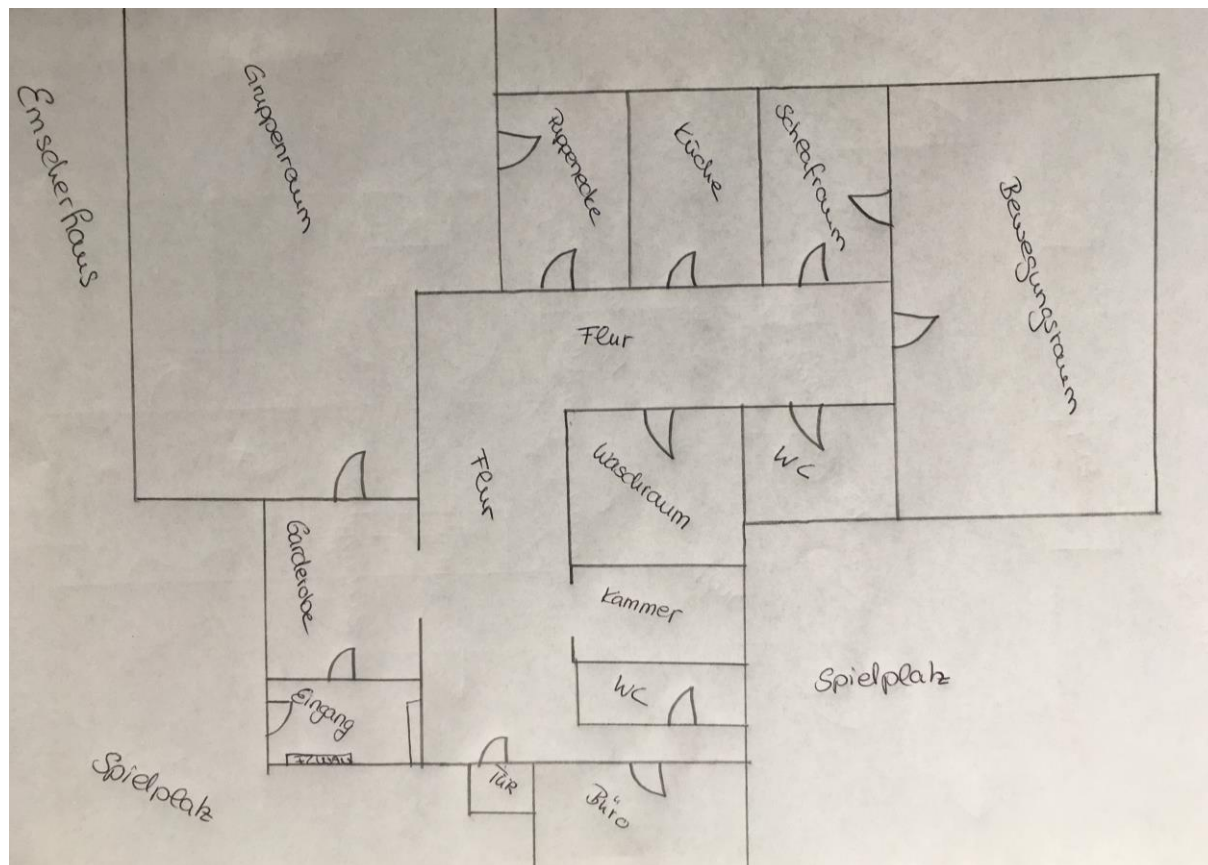 Emscherhaus
Gruppenraum
Puppenecke
Küche
Schlafraum
Bewegungsraum
Flur
Flur
Waschraum
WC
Garderobe
Kammer
WC
Eingang
Spielplatz
Spielplatz
TÜR
Büro